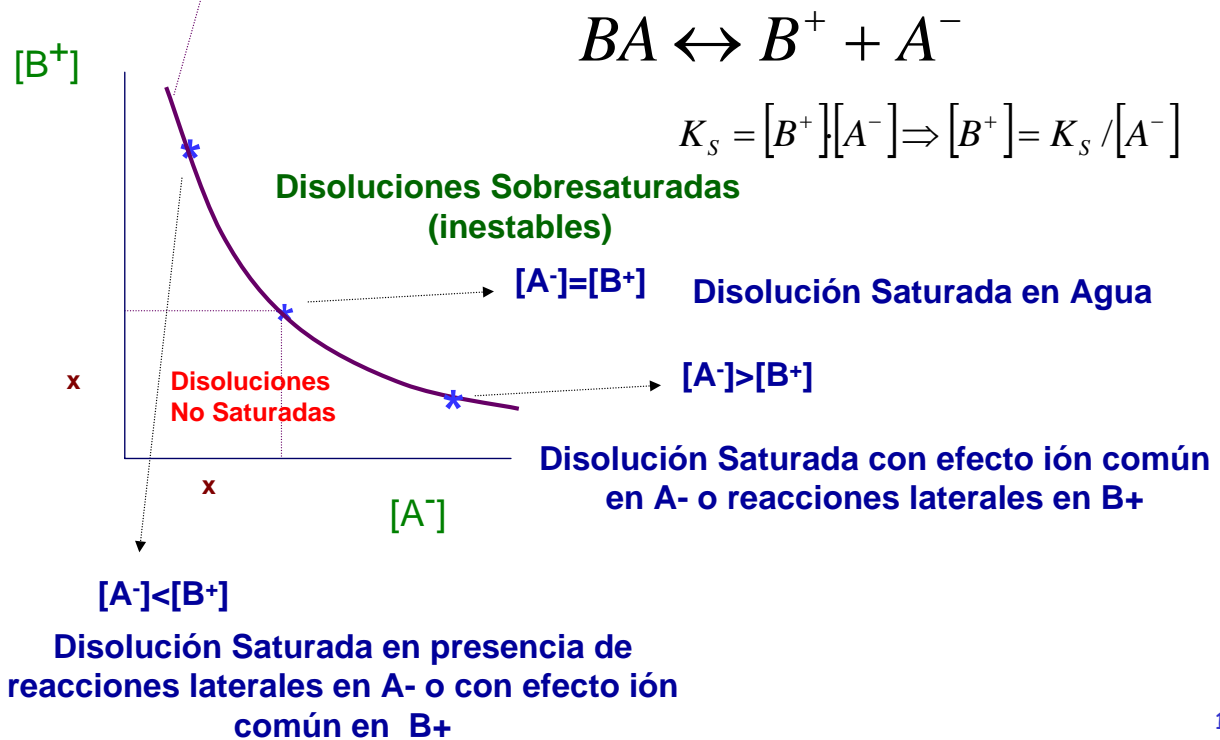 BA ↔ B⁺ + A⁻
[B⁺]
K_S = [B⁺]·[A⁻] ⇒ [B⁺] = K_S /[A⁻]
*
Disoluciones Sobresaturadas
(inestables)
[A⁻]=[B⁺]
Disolución Saturada en Agua
*
[A⁻]>[B⁺]
x
Disoluciones
No Saturadas
*
Disolución Saturada con efecto ión común
en A- o reacciones laterales en B+
x
[A⁻]
[A⁻]<[B⁺]
Disolución Saturada en presencia de
reacciones laterales en A- o con efecto ión
común en B+